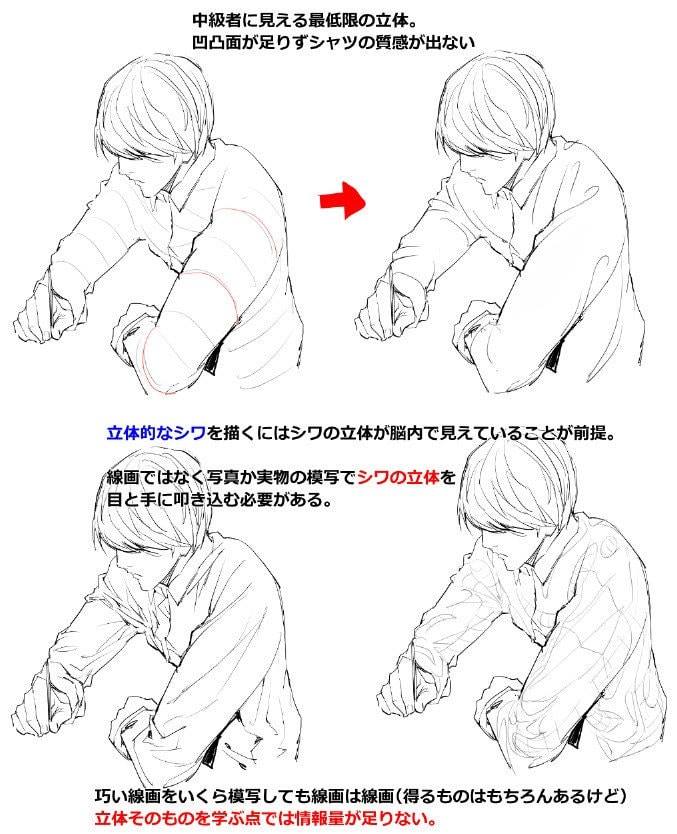 中級者に見える最低限の立体。
凹凸面が足りずシャツの質感が出ない
立体的なシワを描くにはシワの立体が脳内で見えていることが前提。
線画ではなく写真か実物の模写でシワの立体を
目と手に叩き込む必要がある。
巧い線画をいくら模写しても線画は線画(得るものはもちろんあるけど)
立体そのものを学ぶ点では情報量が足りない。